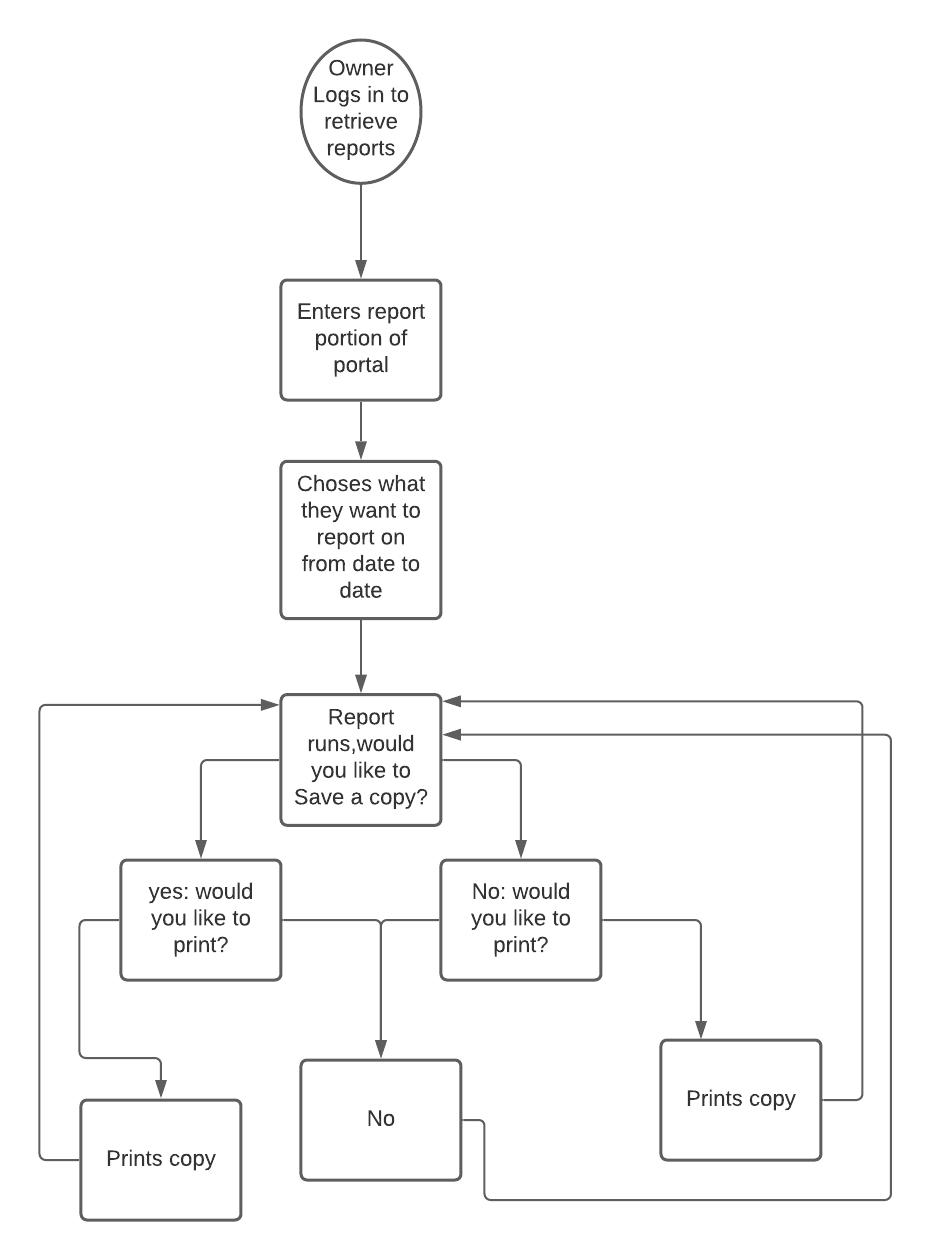 Owner
Logs in to
retrieve
reports
Enters report
portion of
portal
Choses what
they want to
report on
from date to
date
Report
runs,would
you like to
Save a copy?
yes: would
you like to
print?
No: would
you like to
print?
Prints copy
No
Prints copy